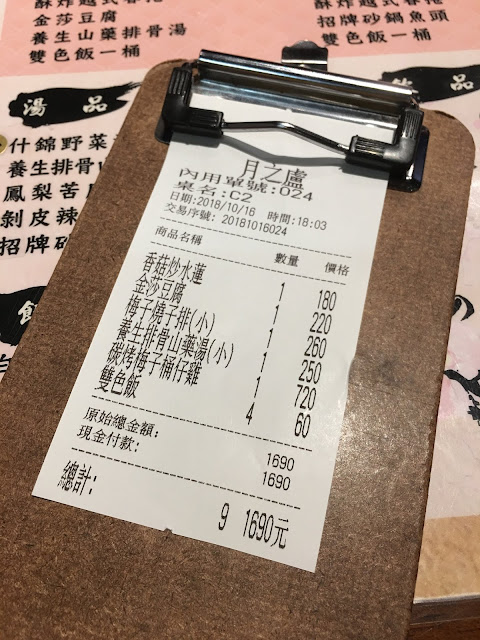 金莎豆腐
養生山藥排骨湯
雙色飯一桶
招牌砂鍋魚頭
雙色飯一桶
湯品
什錦野菜
養生排骨
鳳梨苦
剝皮辣
招牌砂
月之盧
內用單號:024
桌名:C2
日期:2018/10/16 時間:18:03
交易序號: 20181016024
商品名稱 數量 價格
香菇炒水蓮 1 180
金莎豆腐 1 220
梅子燒子排(小) 1 260
養生排骨山藥湯(小) 1 250
碳烤梅子桶仔雞 1 720
雙色飯 4 60
原始總金額: 1690
現金付款: 1690
總計: 9 1690元